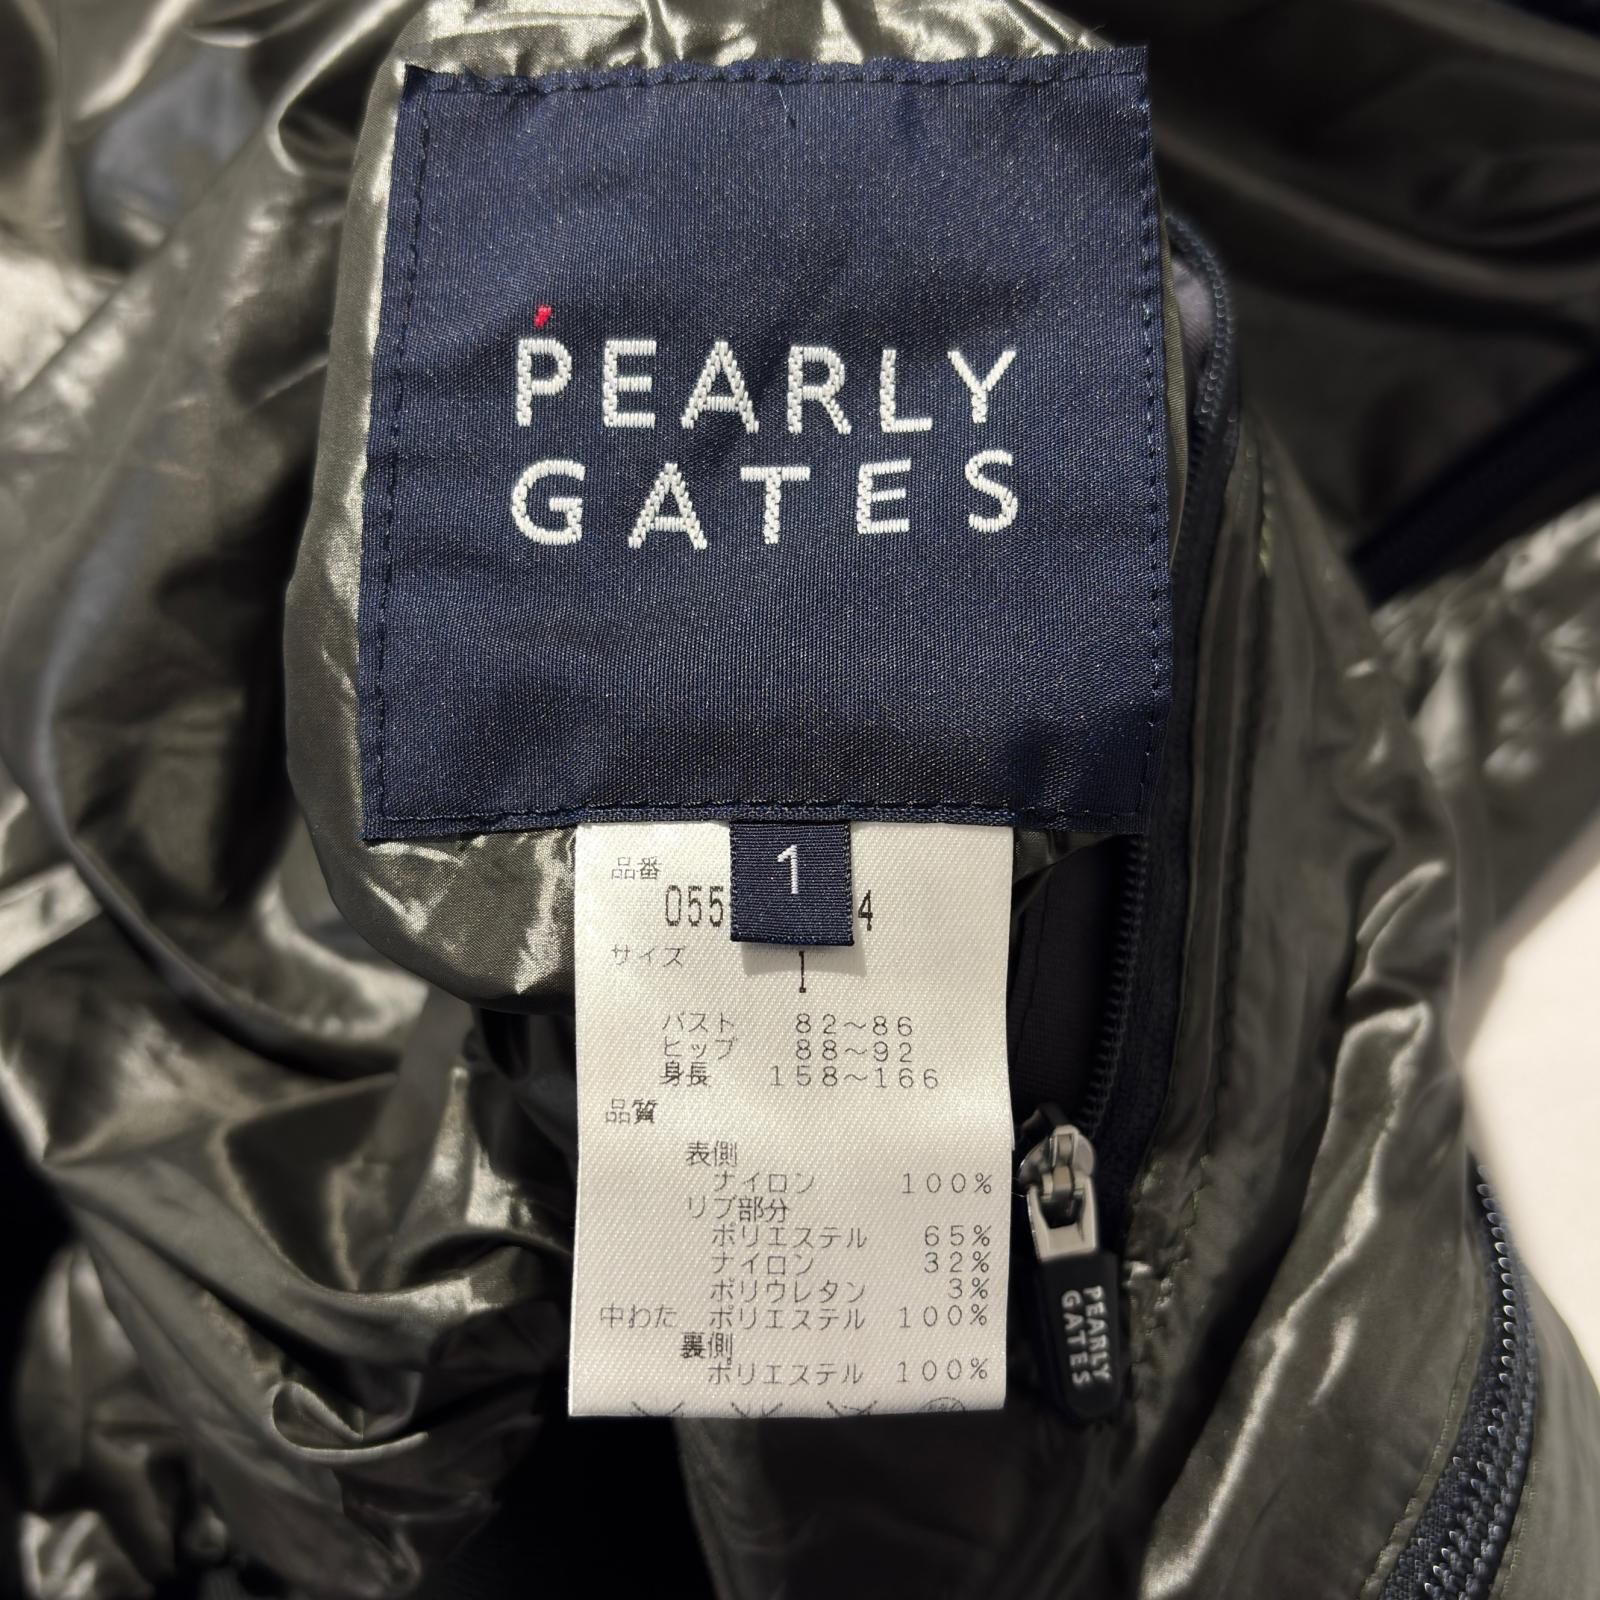 PEARLY
GATES
1
品番
055 4
サイズ
1
バスト 82～86
ヒップ 88～92
身長 158～166
品質
表側
ナイロン 100%
リブ部分
ポリエステル 65%
ナイロン 32%
ポリウレタン 3%
中わた ポリエステル 100%
裏側
ポリエステル 100%
PEARLY
GATES